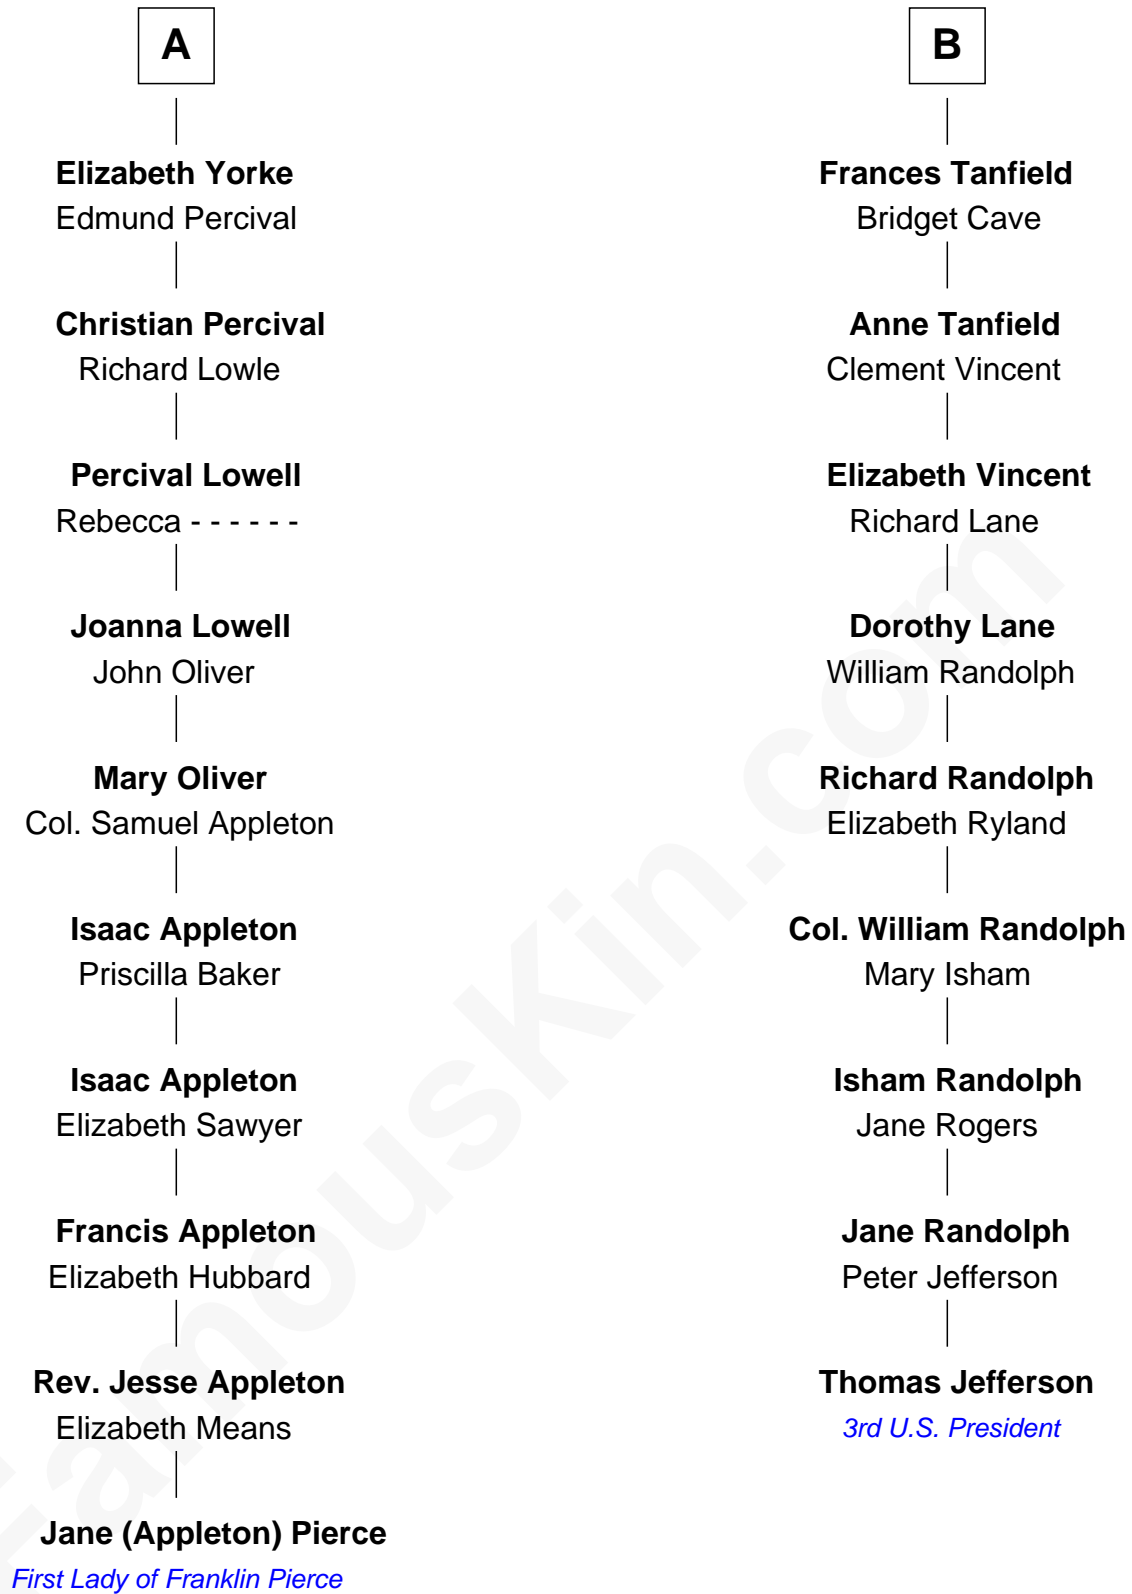 A
Elizabeth Yorke
Edmund Percival
Christian Percival
Richard Lowle
Percival Lowell
Rebecca - - - - - -
Joanna Lowell
John Oliver
Mary Oliver
Col. Samuel Appleton
Isaac Appleton
Priscilla Baker
Isaac Appleton
Elizabeth Sawyer
Francis Appleton
Elizabeth Hubbard
Rev. Jesse Appleton
Elizabeth Means
Jane (Appleton) Pierce
First Lady of Franklin Pierce
B
Frances Tanfield
Bridget Cave
Anne Tanfield
Clement Vincent
Elizabeth Vincent
Richard Lane
Dorothy Lane
William Randolph
Richard Randolph
Elizabeth Ryland
Col. William Randolph
Mary Isham
Isham Randolph
Jane Rogers
Jane Randolph
Peter Jefferson
Thomas Jefferson
3rd U.S. President
FamousKin.com